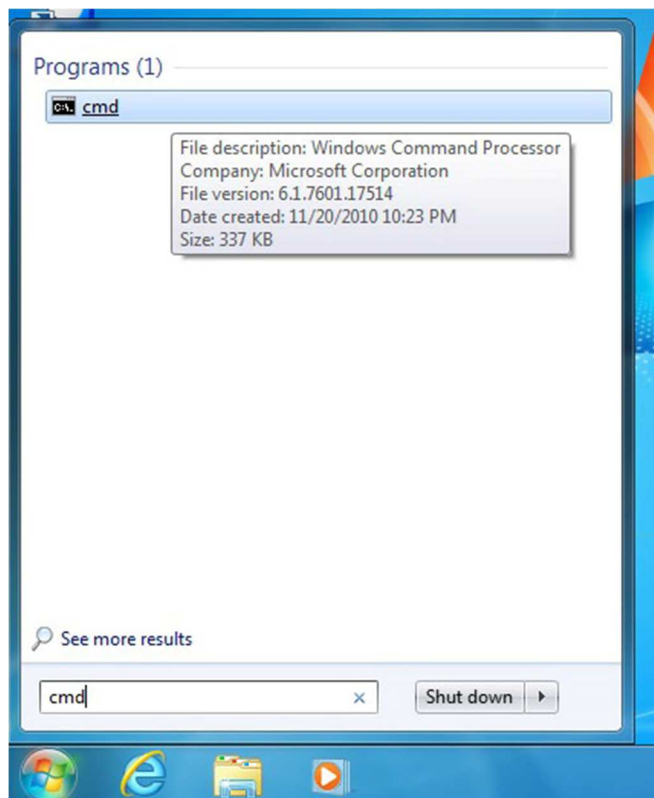 Programs (1)
cmd
File description: Windows Command Processor
Company: Microsoft Corporation
File version: 6.1.7601.17514
Date created: 11/20/2010 10:23 PM
Size: 337 KB
See more results
cmd
Shut down